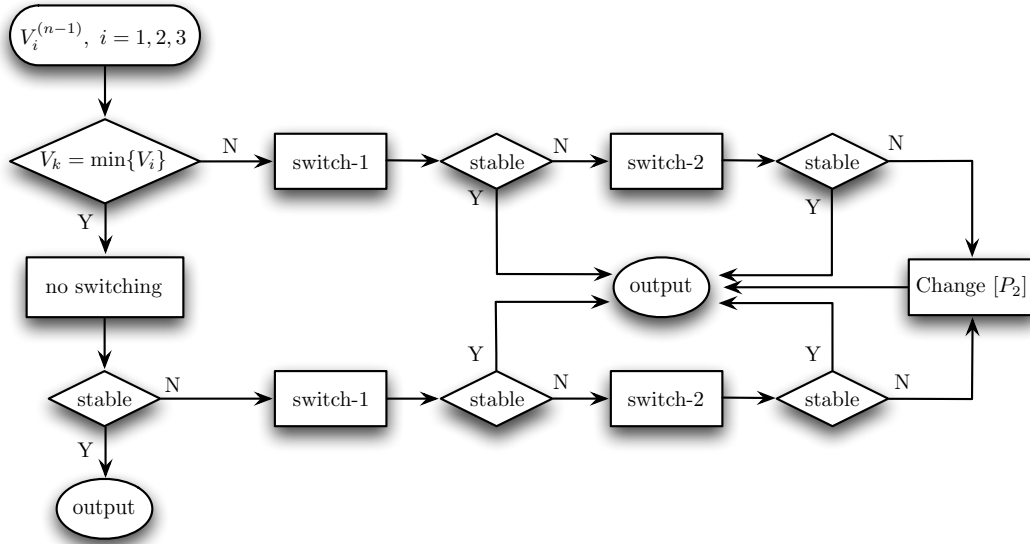 $V_i^{(n-1)},\ i = 1, 2, 3$
$V_k = \min\{V_i\}$
N
switch-1
stable
N
switch-2
stable
N
Y
Y
Y
no switching
output
Change $[P_2]$
Y
Y
stable
N
switch-1
stable
N
switch-2
stable
N
Y
output